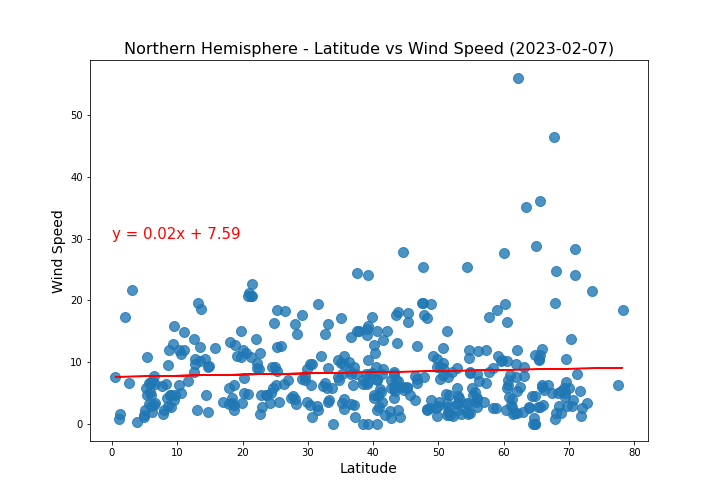 Northern Hemisphere - Latitude vs Wind Speed (2023-02-07)
50
40
30
20
10
0
Wind Speed
y = 0.02x + 7.59
0 10 20 30 40 50 60 70 80
Latitude